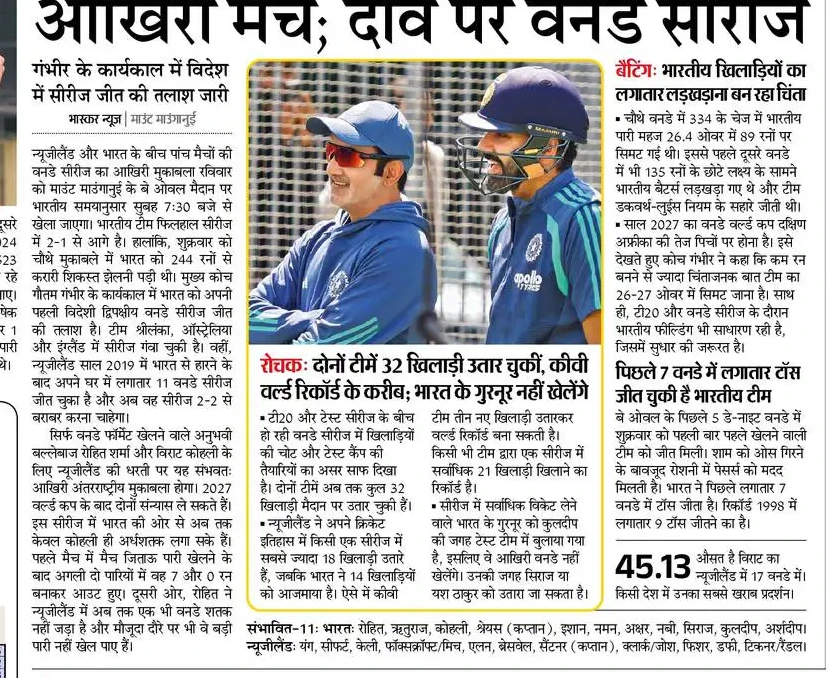 आखिरी मैच; दांव पर वनडे सीरीज
गंभीर के कार्यकाल में विदेश
में सीरीज जीत की तलाश जारी
भास्कर न्यूज | माउंट माउंगानुई
न्यूजीलैंड और भारत के बीच पांच मैचों की
वनडे सीरीज का आखिरी मुकाबला रविवार
को माउंट माउंगानुई के बे ओवल मैदान पर
भारतीय समयानुसार सुबह 7:30 बजे से
खेला जाएगा। भारतीय टीम फिलहाल सीरीज
में 2-1 से आगे है। हालांकि, शुक्रवार को
चौथे मुकाबले में भारत को 244 रनों से
करारी शिकस्त झेलनी पड़ी थी। मुख्य कोच
गौतम गंभीर के कार्यकाल में भारत को अपनी
पहली विदेशी द्विपक्षीय वनडे सीरीज जीत
की तलाश है। टीम श्रीलंका, ऑस्ट्रेलिया
और इंग्लैंड में सीरीज गंवा चुकी है। वहीं,
न्यूजीलैंड साल 2019 में भारत से हारने के
बाद अपने घर में लगातार 11 वनडे सीरीज
जीत चुका है और अब वह सीरीज 2-2 से
बराबर करना चाहेगा।
सिर्फ वनडे फॉर्मेट खेलने वाले अनुभवी
बल्लेबाज रोहित शर्मा और विराट कोहली के
लिए न्यूजीलैंड की धरती पर यह संभवतः
आखिरी अंतरराष्ट्रीय मुकाबला होगा। 2027
वर्ल्ड कप के बाद दोनों संन्यास ले सकते हैं।
इस सीरीज में भारत की ओर से अब तक
केवल कोहली ही अर्धशतक लगा सके हैं।
पहले मैच में मैच जिताऊ पारी खेलने के
बाद अगली दो पारियों में वह 7 और 0 रन
बनाकर आउट हुए। दूसरी ओर, रोहित ने
न्यूजीलैंड में अब तक एक भी वनडे शतक
नहीं जड़ा है और मौजूदा दौरे पर भी वे बड़ी
पारी नहीं खेल पाए हैं।
apollo
TYRES
रोचक: दोनों टीमें 32 खिलाड़ी उतार चुकीं, कीवी
वर्ल्ड रिकॉर्ड के करीब; भारत के गुरनूर नहीं खेलेंगे
▪ टी20 और टेस्ट सीरीज के बीच
हो रही वनडे सीरीज में खिलाड़ियों
की चोट और टेस्ट कैंप की
तैयारियों का असर साफ दिखा
है। दोनों टीमें अब तक कुल 32
खिलाड़ी मैदान पर उतार चुकी हैं।
▪ न्यूजीलैंड ने अपने क्रिकेट
इतिहास में किसी एक सीरीज में
सबसे ज्यादा 18 खिलाड़ी उतारे
हैं, जबकि भारत ने 14 खिलाड़ियों
को आजमाया है। ऐसे में कीवी
टीम तीन नए खिलाड़ी उतारकर
वर्ल्ड रिकॉर्ड बना सकती है।
किसी भी टीम द्वारा एक सीरीज में
सर्वाधिक 21 खिलाड़ी खिलाने का
रिकॉर्ड है।
▪ सीरीज में सर्वाधिक विकेट लेने
वाले भारत के गुरनूर को कुलदीप
की जगह टेस्ट टीम में बुलाया गया
है, इसलिए वे आखिरी वनडे नहीं
खेलेंगे। उनकी जगह सिराज या
यश ठाकुर को उतारा जा सकता है।
बैटिंग: भारतीय खिलाड़ियों का
लगातार लड़खड़ाना बन रहा चिंता
▪ चौथे वनडे में 334 के चेज में भारतीय
पारी महज 26.4 ओवर में 89 रनों पर
सिमट गई थी। इससे पहले दूसरे वनडे
में भी 135 रनों के छोटे लक्ष्य के सामने
भारतीय बैटर्स लड़खड़ा गए थे और टीम
डकवर्थ-लुईस नियम के सहारे जीती थी।
▪ साल 2027 का वनडे वर्ल्ड कप दक्षिण
अफ्रीका की तेज पिचों पर होना है। इसे
देखते हुए कोच गंभीर ने कहा कि कम रन
बनने से ज्यादा चिंताजनक बात टीम का
26-27 ओवर में सिमट जाना है। साथ
ही, टी20 और वनडे सीरीज के दौरान
भारतीय फील्डिंग भी साधारण रही है,
जिसमें सुधार की जरूरत है।
पिछले 7 वनडे में लगातार टॉस
जीत चुकी है भारतीय टीम
बे ओवल के पिछले 5 डे-नाइट वनडे में
शुक्रवार को पहली बार पहले खेलने वाली
टीम को जीत मिली। शाम को ओस गिरने
के बावजूद रोशनी में पेसर्स को मदद
मिलती है। भारत ने पिछले लगातार 7
वनडे में टॉस जीता है। रिकॉर्ड 1998 में
लगातार 9 टॉस जीतने का है।
45.13 औसत है विराट का
न्यूजीलैंड में 17 वनडे में।
किसी देश में उनका सबसे खराब प्रदर्शन।
संभावित-11: भारत: रोहित, ऋतुराज, कोहली, श्रेयस (कप्तान), इशान, नमन, अक्षर, नबी, सिराज, कुलदीप, अर्शदीप।
न्यूजीलैंड: यंग, सीफर्ट, केली, फॉक्सक्रॉफ्ट/मिच, एलन, ब्रेसवेल, सैंटनर (कप्तान), क्लार्क/जोश, फिशर, डफी, टिकनर/रैंडल।